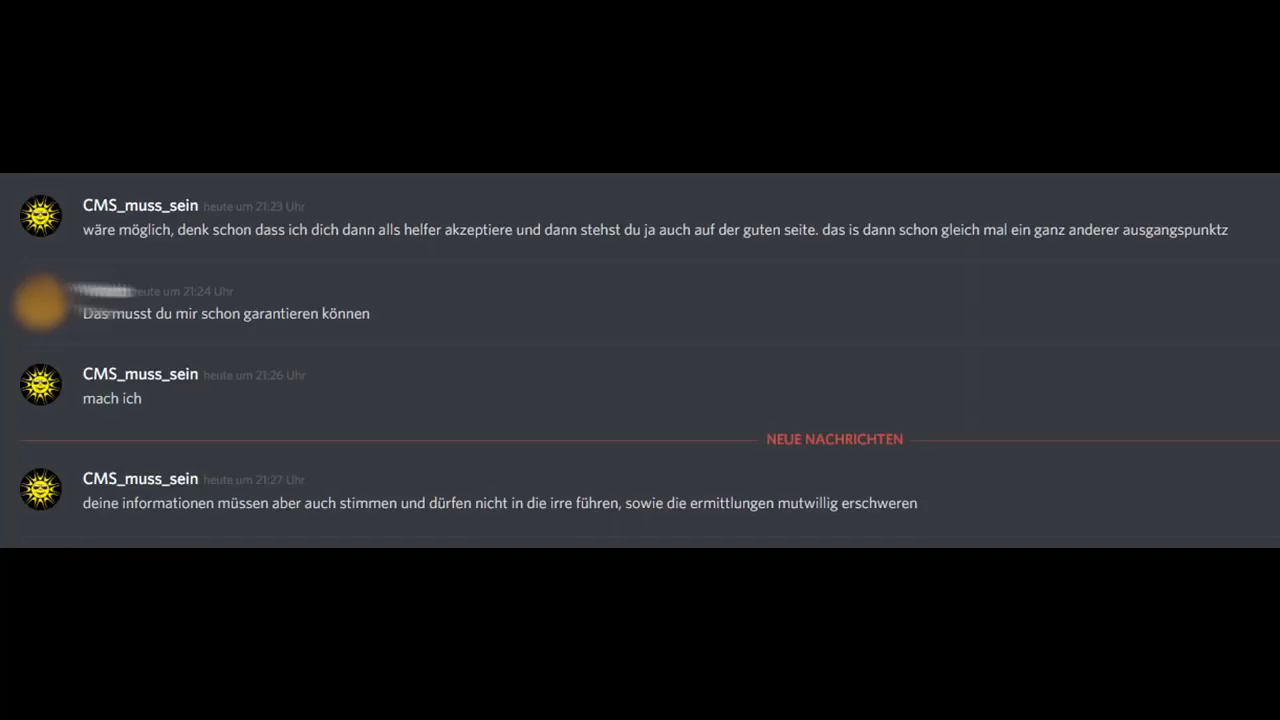 CMS_muss_sein heute um 21:23 Uhr
wäre möglich, denk schon dass ich dich dann alls helfer akzeptiere und dann stehst du ja auch auf der guten seite. das is dann schon gleich mal ein ganz anderer ausgangspunktz
heute um 21:24 Uhr
Das musst du mir schon garantieren können
CMS_muss_sein heute um 21:26 Uhr
mach ich
NEUE NACHRICHTEN
CMS_muss_sein heute um 21:27 Uhr
deine informationen müssen aber auch stimmen und dürfen nicht in die irre führen, sowie die ermittlungen mutwillig erschweren